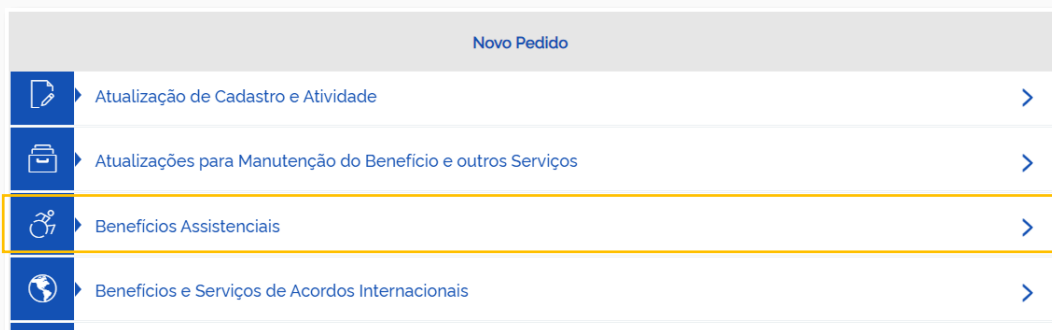 Novo Pedido
Atualização de Cadastro e Atividade
Atualizações para Manutenção do Benefício e outros Serviços
Benefícios Assistenciais
Benefícios e Serviços de Acordos Internacionais